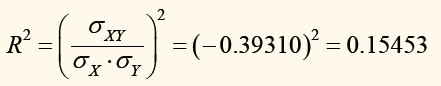 R² = (σ_XY / (σ_X · σ_Y))² = (−0.39310)² = 0.15453